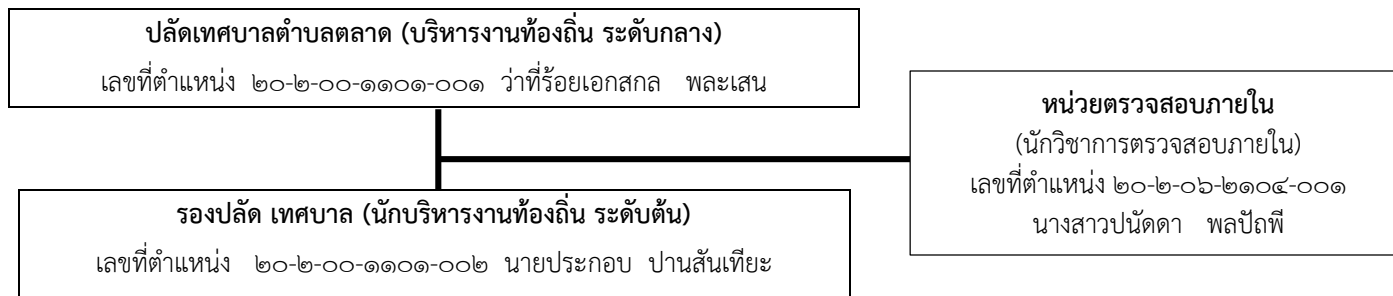 ปลัดเทศบาลตำบลตลาด (บริหารงานท้องถิ่น ระดับกลาง)
เลขที่ตำแหน่ง ๒๐-๒-๐๐-๑๑๐๑-๐๐๑ ว่าที่ร้อยเอกสกล พละเสน
หน่วยตรวจสอบภายใน
(นักวิชาการตรวจสอบภายใน)
เลขที่ตำแหน่ง ๒๐-๒-๐๖-๒๑๐๔-๐๐๑
นางสาวปนัดดา พลปัถพี
รองปลัด เทศบาล (นักบริหารงานท้องถิ่น ระดับต้น)
เลขที่ตำแหน่ง ๒๐-๒-๐๐-๑๑๐๑-๐๐๒ นายประกอบ ปานสันเทียะ